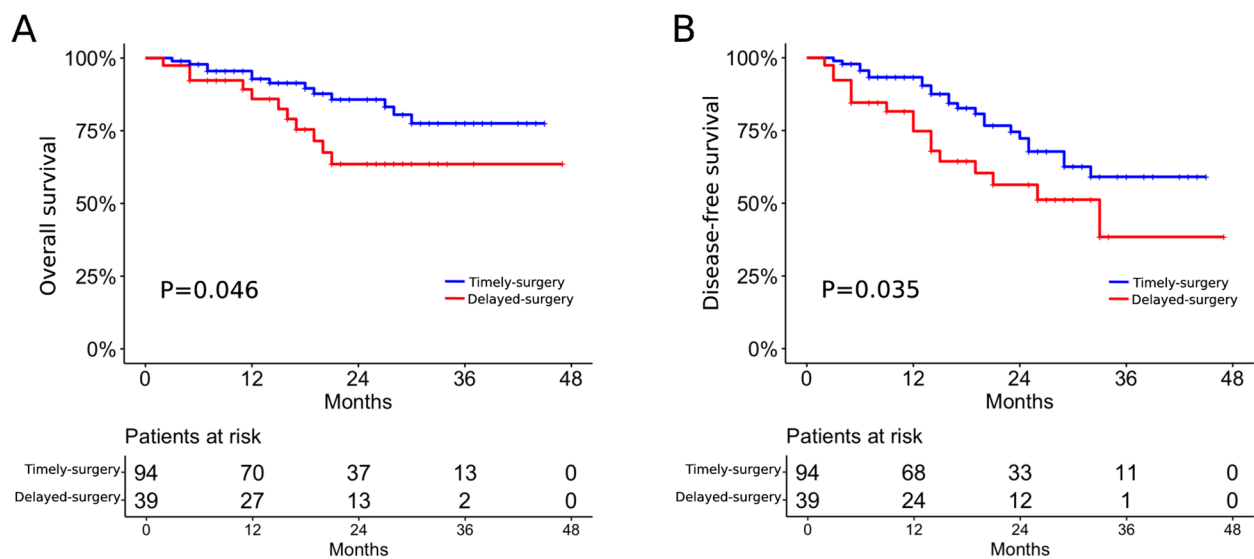 A
Overall survival
100%
75%
50%
25%
0%
P=0.046
Timely-surgery
Delayed-surgery
0 12 24 36 48
Months
Patients at risk
Timely-surgery 94 70 37 13 0
Delayed-surgery 39 27 13 2 0
0 12 24 36 48
Months
B
Disease-free survival
100%
75%
50%
25%
0%
P=0.035
Timely-surgery
Delayed-surgery
0 12 24 36 48
Months
Patients at risk
Timely-surgery 94 68 33 11 0
Delayed-surgery 39 24 12 1 0
0 12 24 36 48
Months